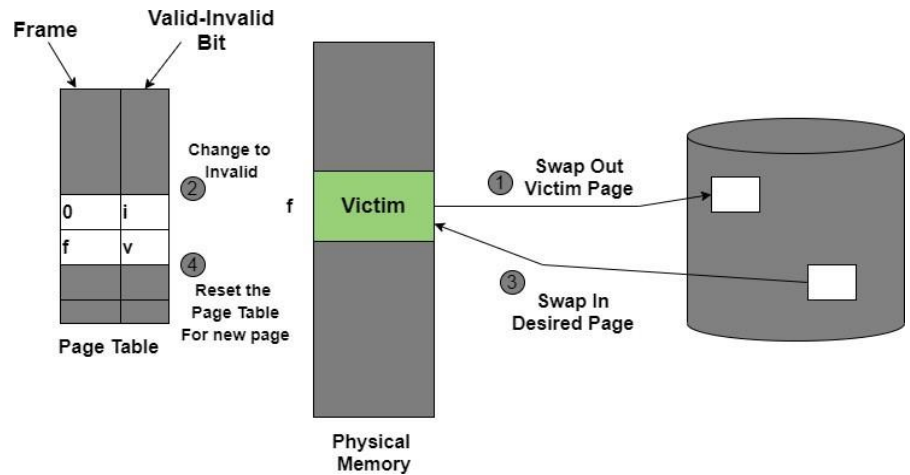 Frame
Valid-Invalid
Bit
Change to
Invalid
2
0 i
f v
4
Reset the
Page Table
For new page
Page Table
f
Victim
Physical
Memory
1
Swap Out
Victim Page
3
Swap In
Desired Page